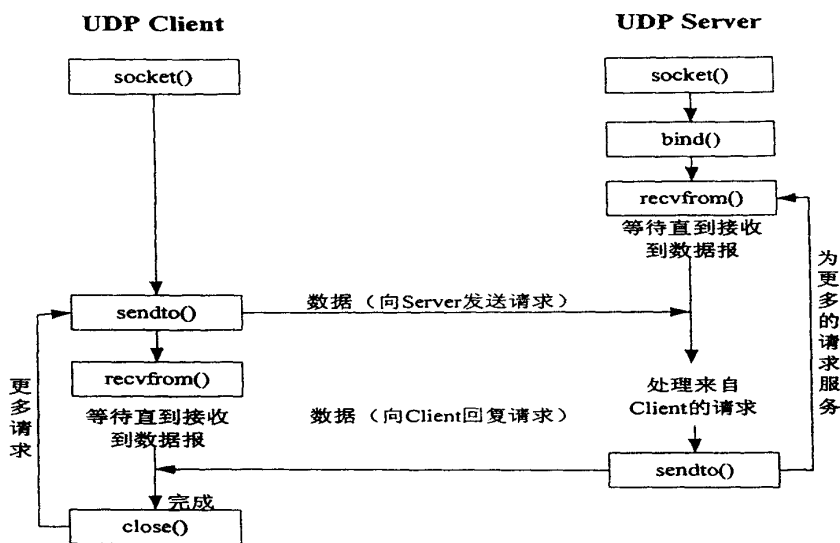 UDP Client
UDP Server
socket()
socket()
bind()
recvfrom()
等待直到接收
到数据报
为更多的请求服务
sendto()
数据（向Server发送请求）
recvfrom()
更多请求
处理来自
Client的请求
等待直到接收
到数据报
数据（向Client回复请求）
sendto()
完成
close()